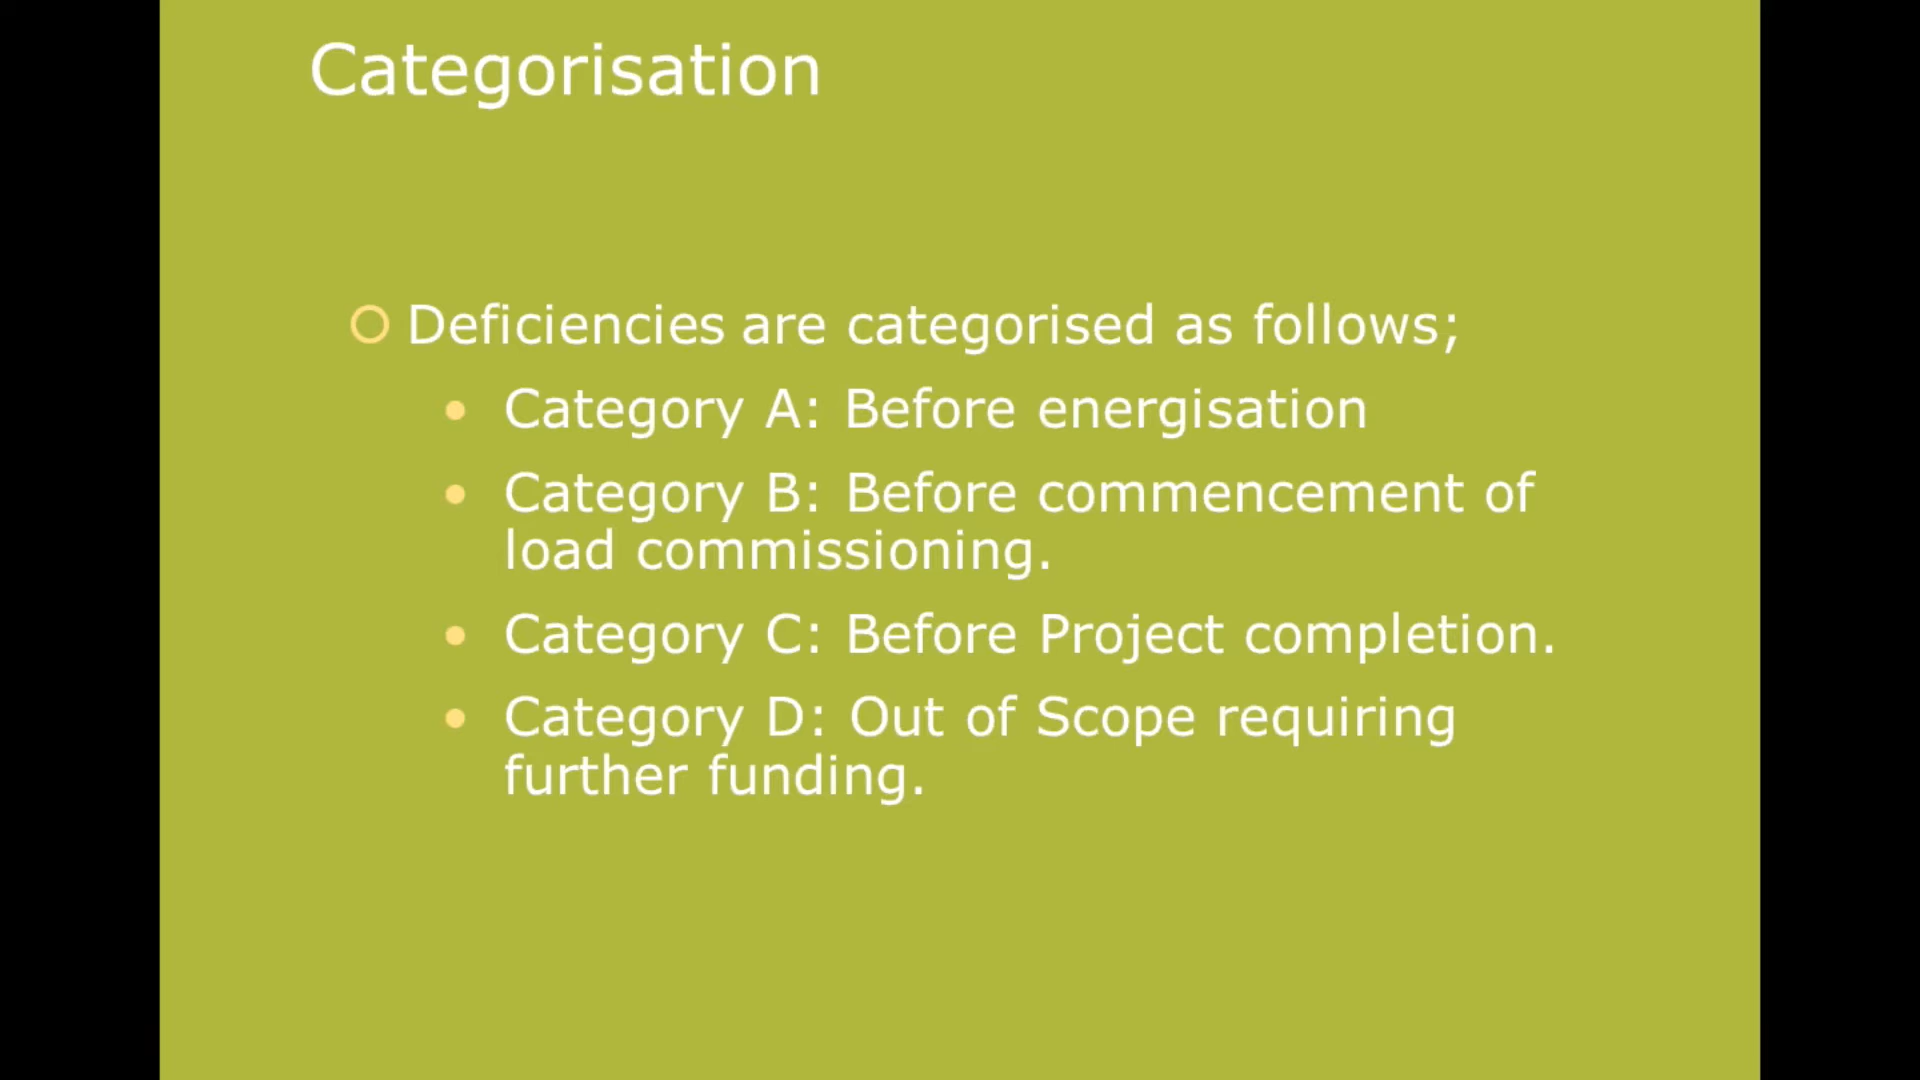 Categorisation
Deficiencies are categorised as follows;
Category A: Before energisation
Category B: Before commencement of
load commissioning.
Category C: Before Project completion.
Category D: Out of Scope requiring
further funding.